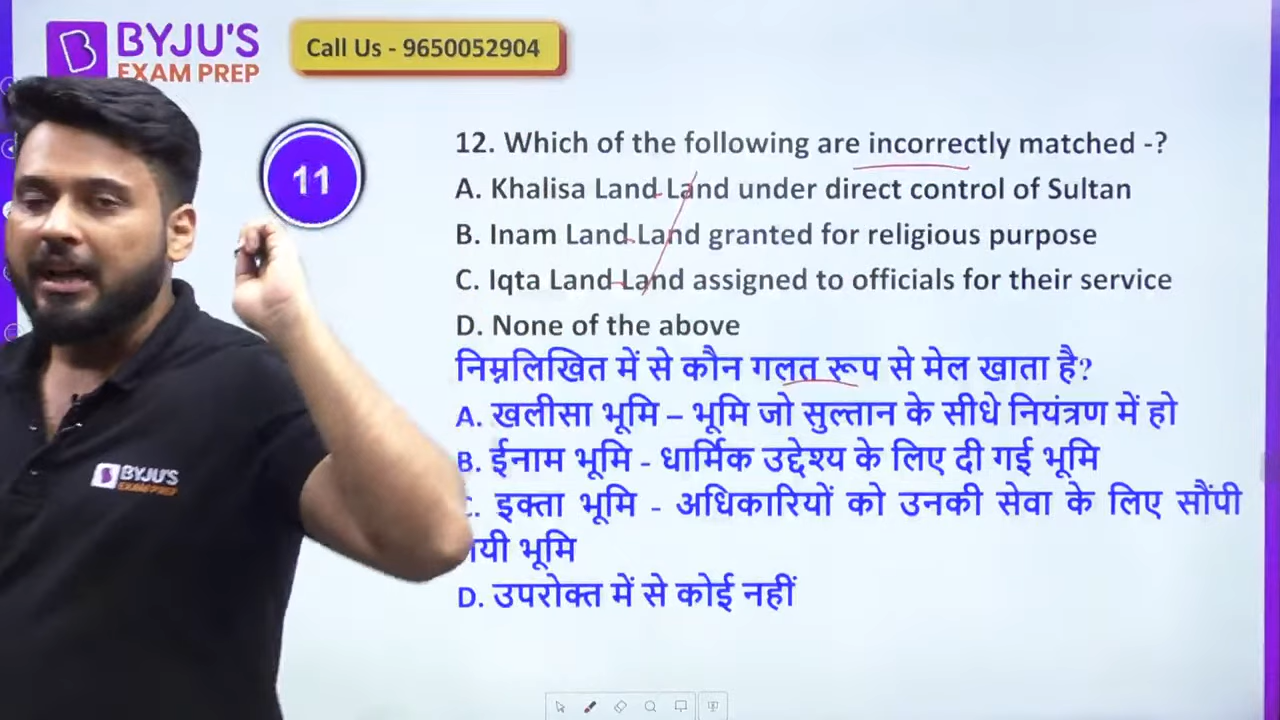 BYJU'S
EXAM PREP
Call Us - 9650052904
11
12. Which of the following are incorrectly matched -?
A. Khalisa Land Land under direct control of Sultan
B. Inam Land Land granted for religious purpose
C. Iqta Land Land assigned to officials for their service
D. None of the above
निम्नलिखित में से कौन गलत रूप से मेल खाता है?
A. खलीसा भूमि – भूमि जो सुल्तान के सीधे नियंत्रण में हो
B. ईनाम भूमि - धार्मिक उद्देश्य के लिए दी गई भूमि
C. इक्ता भूमि - अधिकारियों को उनकी सेवा के लिए सौंपी
भूमि
D. उपरोक्त में से कोई नहीं
BYJU'S
EXAM PREP